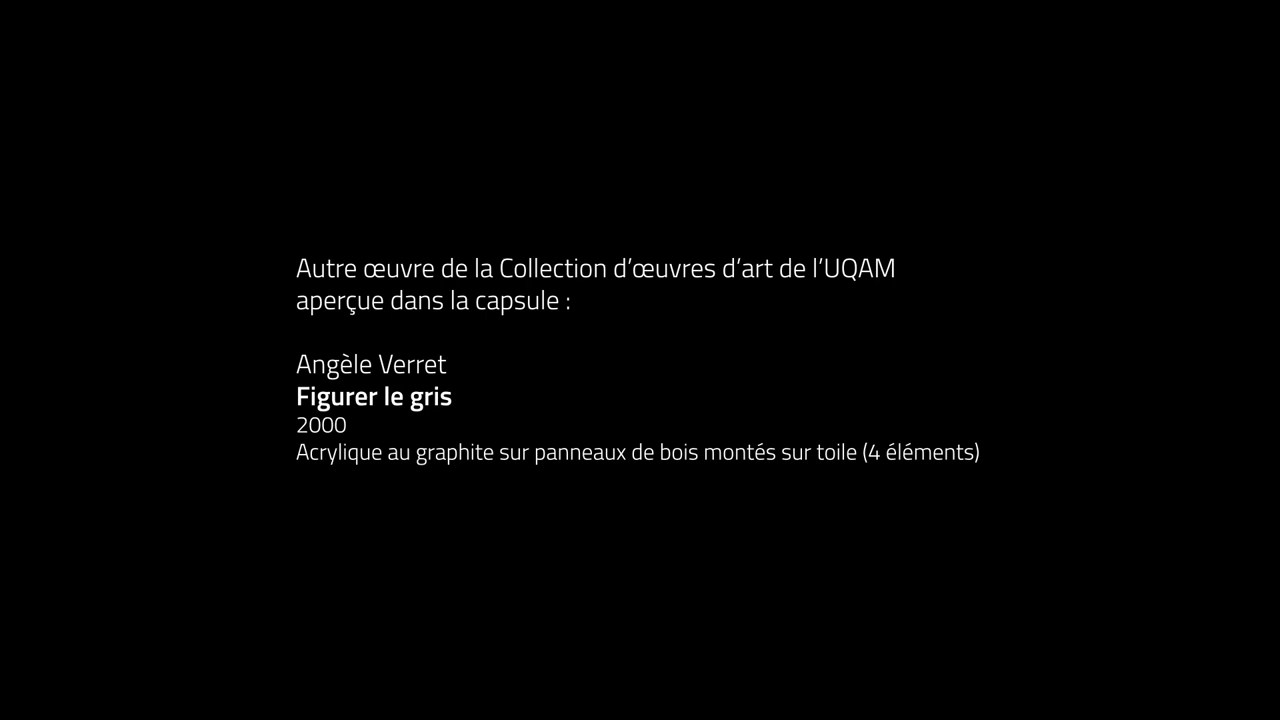 Autre œuvre de la Collection d’œuvres d’art de l’UQAM
aperçue dans la capsule :
Angèle Verret
Figurer le gris
2000
Acrylique au graphite sur panneaux de bois montés sur toile (4 éléments)